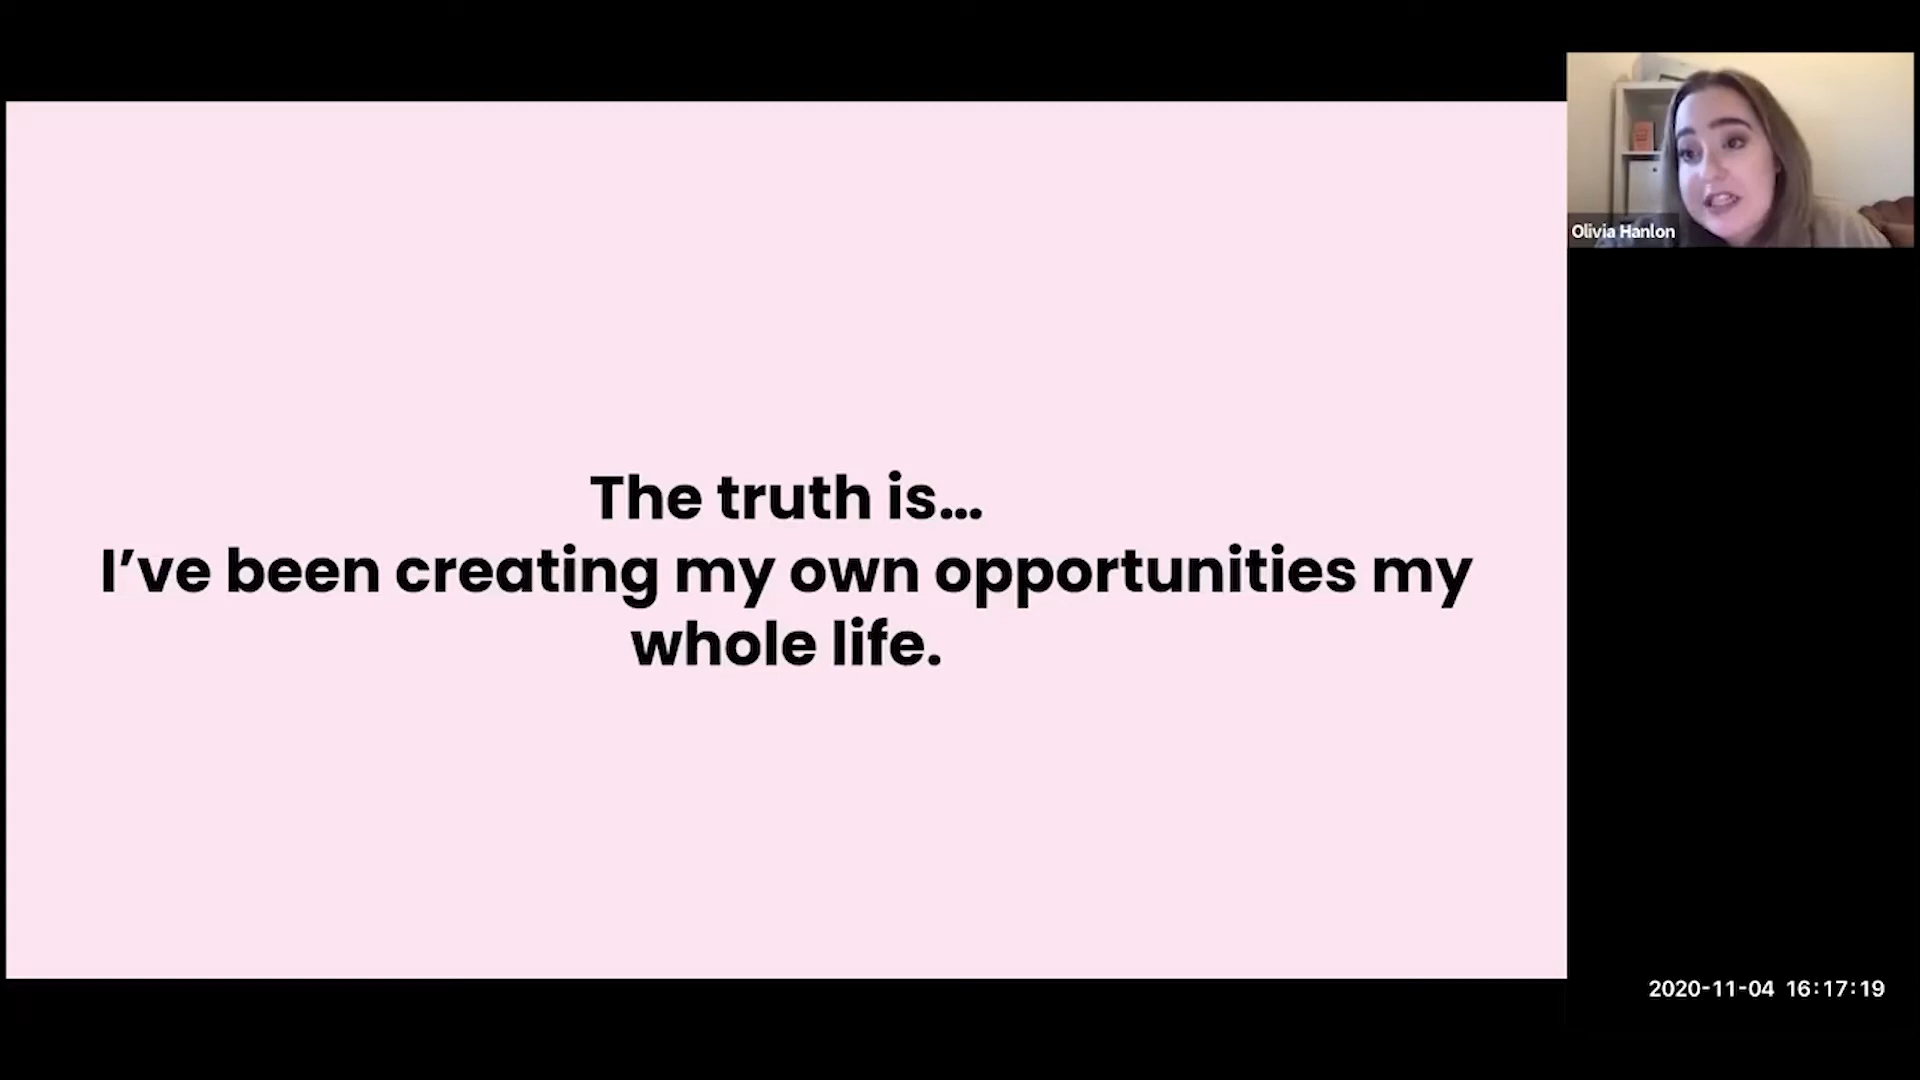 The truth is...
I've been creating my own opportunities my
whole life.
Olivia Hanlon
2020-11-04 16:17:19